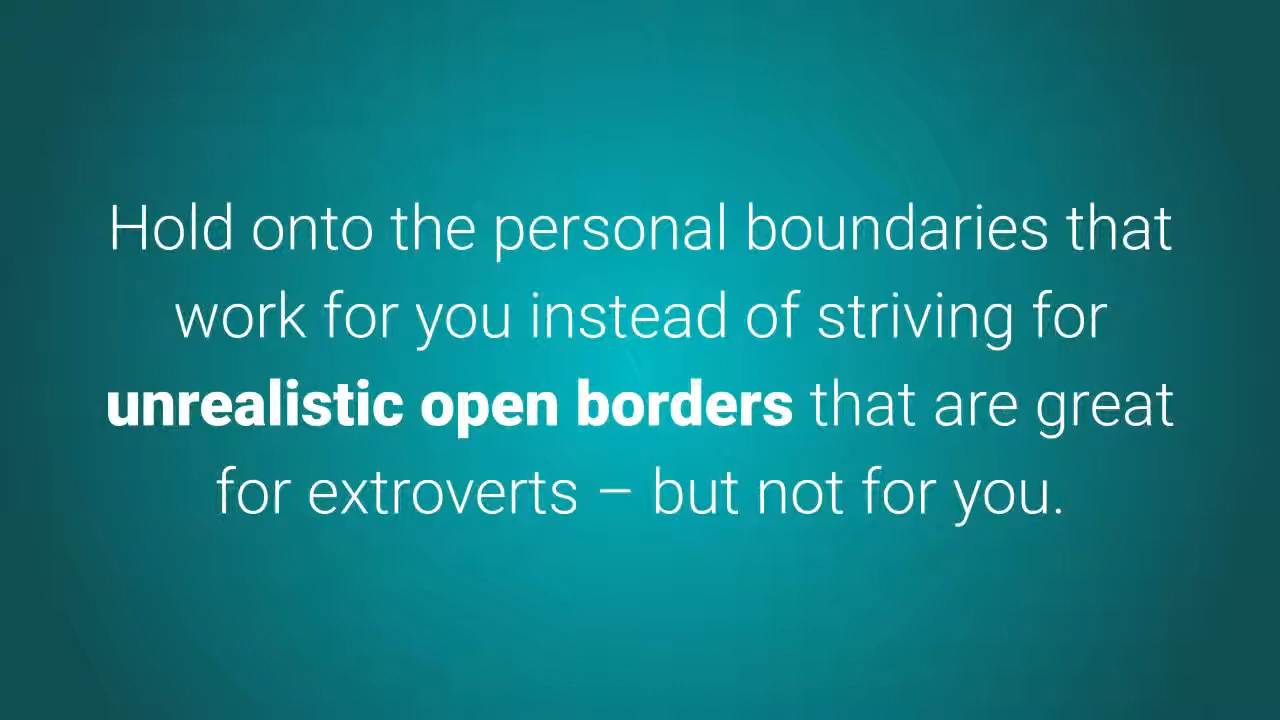 Hold onto the personal boundaries that
work for you instead of striving for
unrealistic open borders that are great
for extroverts – but not for you.